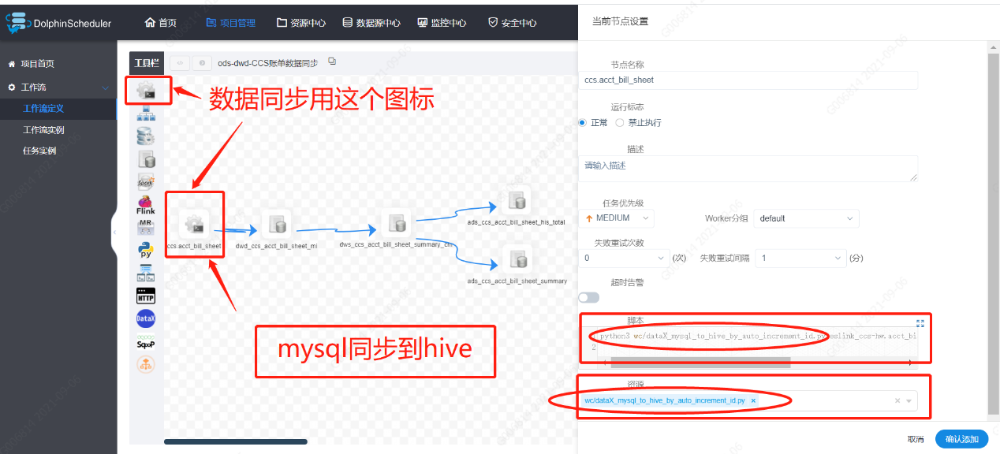 DolphinScheduler
首页
项目管理
资源中心
数据源中心
监控中心
安全中心
项目首页
工作流
工作流定义
工作流实例
任务实例
工具栏
ods-dwd-CCS账单数据同步
数据同步用这个图标
Spark
Flink
MR
py
HTTP
DataX
sqoop
ccs.acct_bill_sheet
dwd_ccs_acct_bill_sheet_mi
dws_ccs_acct_bill_sheet_summary_cm
ads_ccs_acct_bill_sheet_his_total
ads_ccs_acct_bill_sheet_summary
mysql同步到hive
当前节点设置
节点名称
ccs.acct_bill_sheet
运行标志
正常
禁止执行
描述
请输入描述
任务优先级
MEDIUM
Worker分组
default
失败重试次数
0
(次)
失败重试间隔
1
(分)
超时告警
脚本
python3 wc/dataX_mysql_to_hive_by_auto_increment_id.py eslink_ccs-hw.acct_bi
2
资源
wc/dataX_mysql_to_hive_by_auto_increment_id.py
取消
确认添加
G006814 2021-09-06